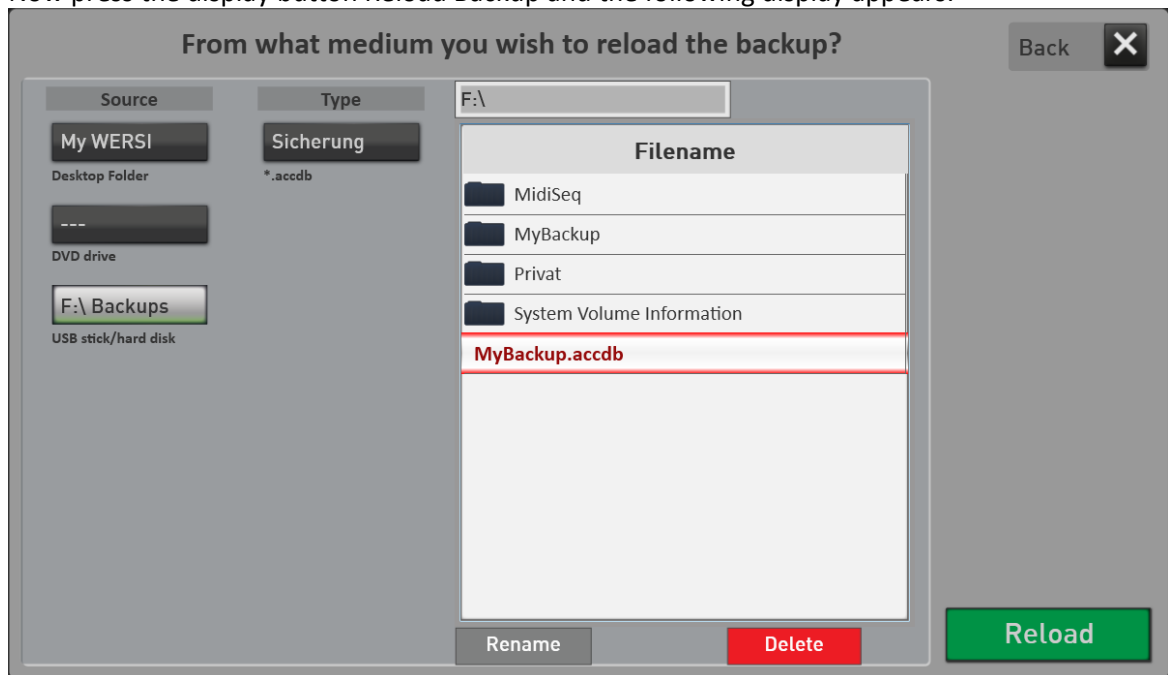 Now press the display button Reload Backup and the following display appears:
From what medium you wish to reload the backup?
Back
Source
Type
F:\
My WERSI
Sicherung
Desktop Folder
*.accdb
Filename
MidiSeq
---
MyBackup
DVD drive
Privat
F:\ Backups
System Volume Information
USB stick/hard disk
MyBackup.accdb
Rename
Delete
Reload